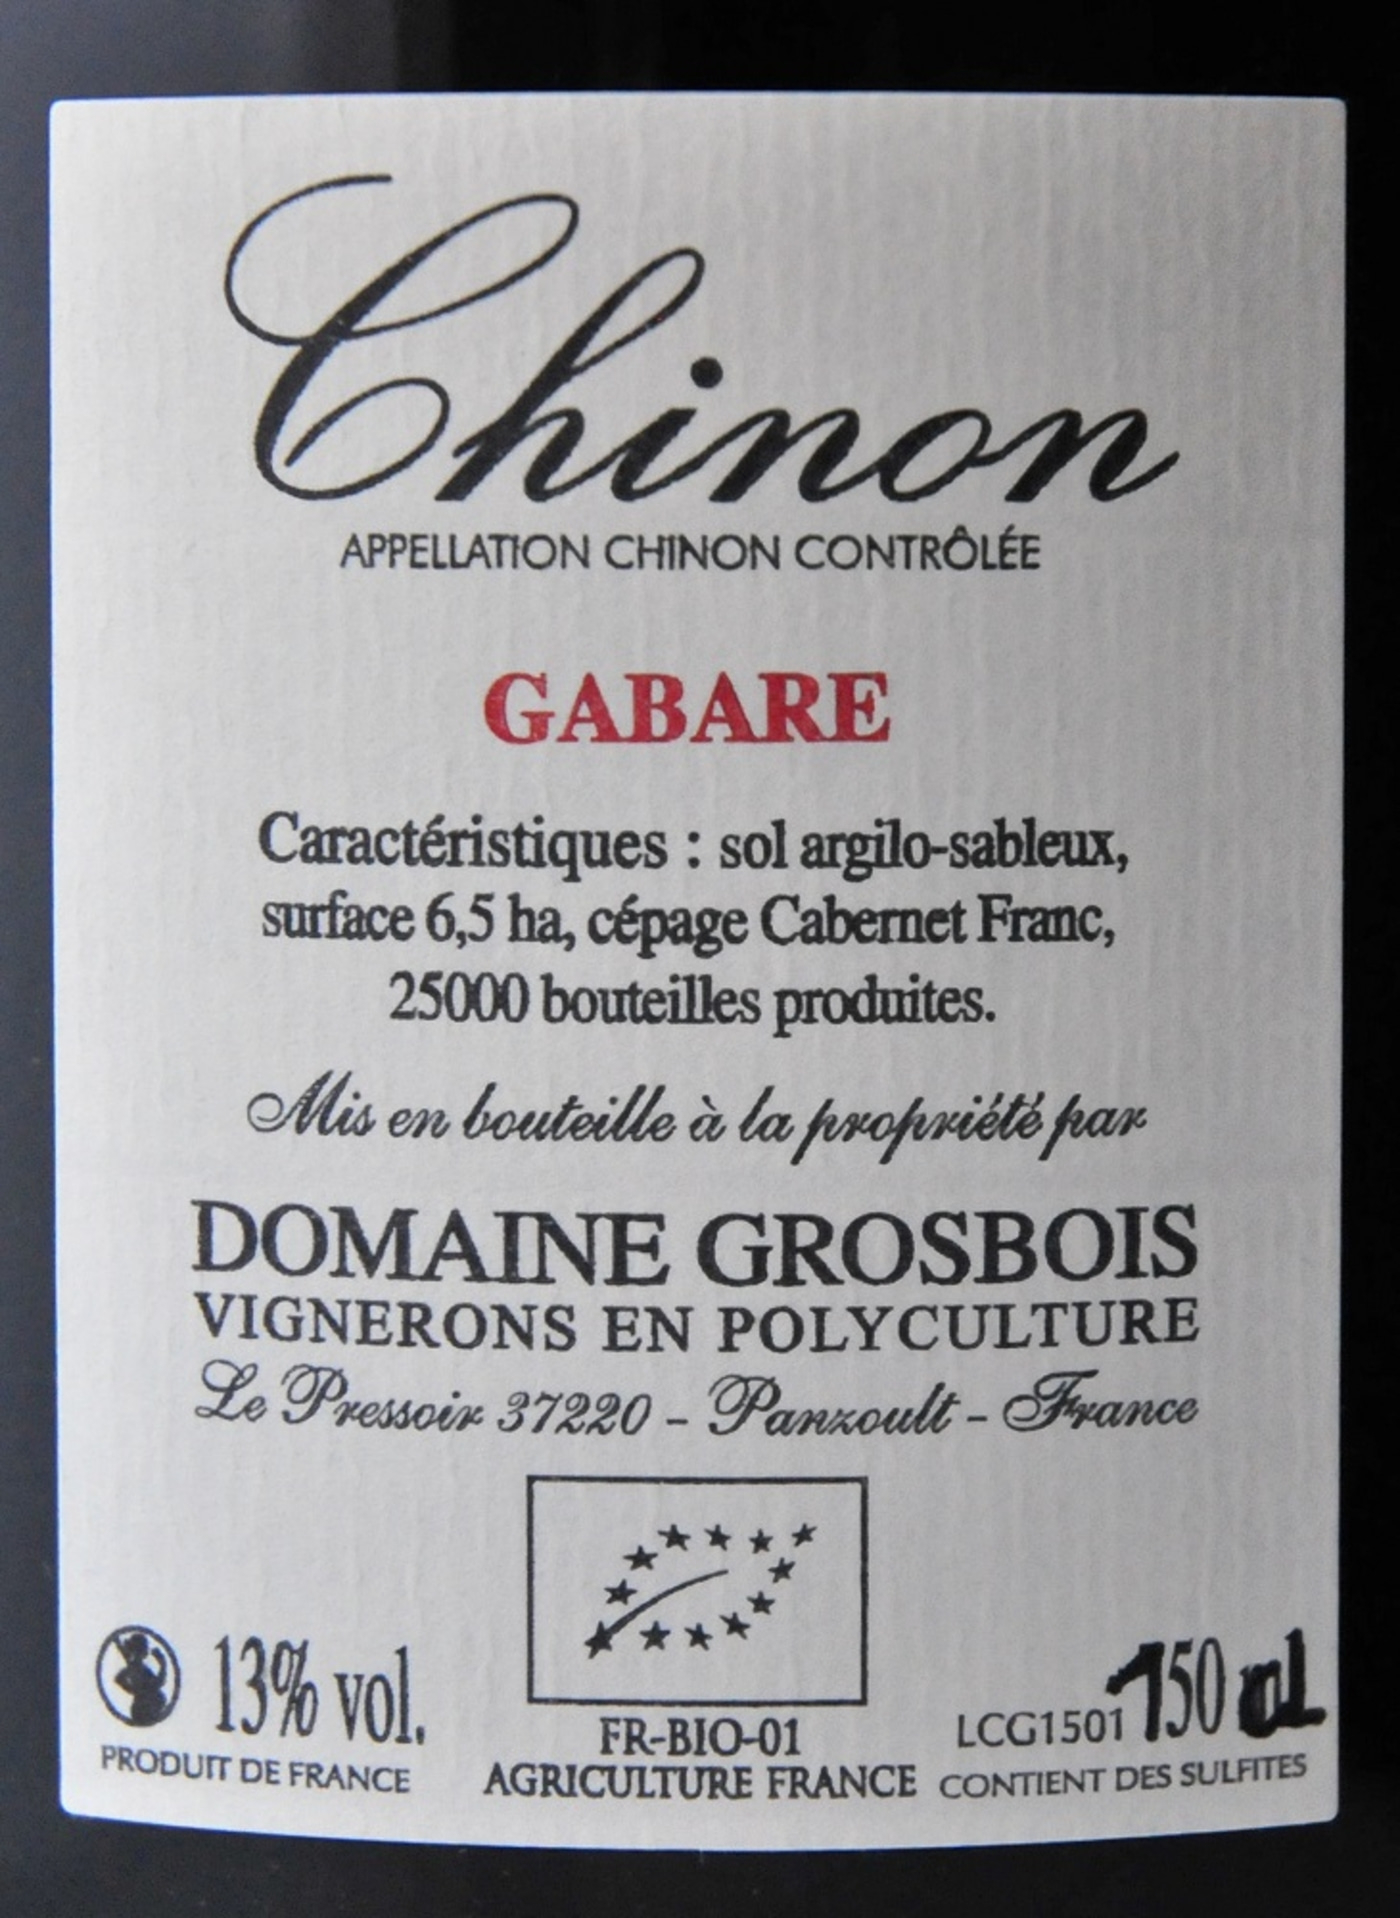 Chinon
APPELLATION CHINON CONTRÔLÉE
GABARE
Caractéristiques : sol argilo-sableux,
surface 6,5 ha, cépage Cabernet Franc,
25000 bouteilles produites.
Mis en bouteille à la propriété par
DOMAINE GROSBOIS
VIGNERONS EN POLYCULTURE
Le Pressoir 37220 - Panzoult - France
13% vol.
PRODUIT DE FRANCE
FR-BIO-01
AGRICULTURE FRANCE
LCG1501 150 cl
CONTIENT DES SULFITES